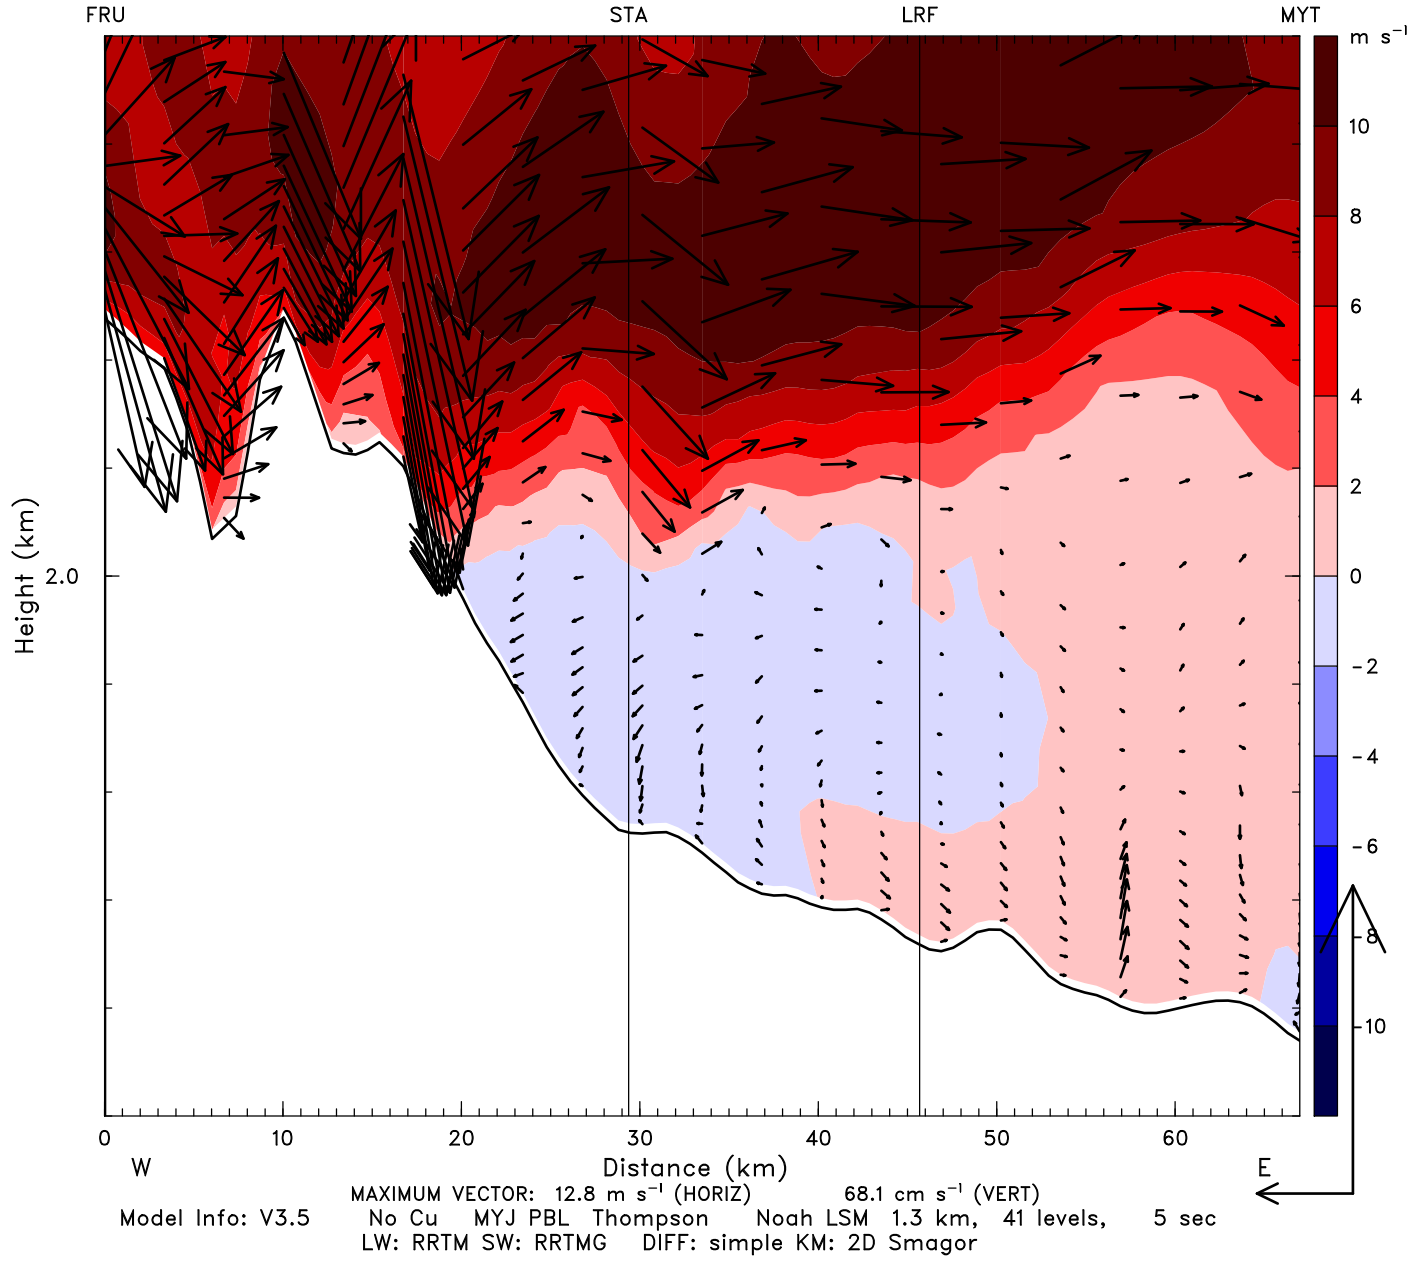 FRU STA LRF MYT
m s⁻¹
10
8
6
4
2
0
-2
-4
-6
-8
-10
Height (km)
2.0
0 10 20 30 40 50 60
W Distance (km) E
MAXIMUM VECTOR: 12.8 m s⁻¹ (HORIZ) 68.1 cm s⁻¹ (VERT)
Model Info: V3.5 No Cu MYJ PBL Thompson Noah LSM 1.3 km, 41 levels, 5 sec
LW: RRTM SW: RRTMG DIFF: simple KM: 2D Smagor